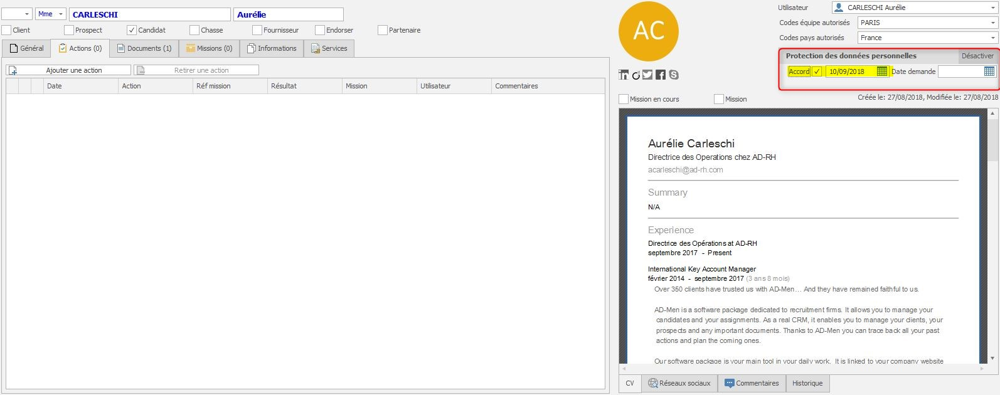 Mme CARLESCHI Aurélie
Client Prospect Candidat Chasse Fournisseur Endorser Partenaire
Général Actions (0) Documents (1) Missions (0) Informations Services
Ajouter une action Retirer une action
Date Action Réf mission Résultat Mission Utilisateur Commentaires
AC
Utilisateur CARLESCHI Aurélie
Codes équipe autorisés PARIS
Codes pays autorisés France
Protection des données personnelles Désactiver
Accord 10/09/2018 Date demande
Mission en cours Mission
Créée le: 27/08/2018, Modifiée le: 27/08/2018
Aurélie Carleschi
Directrice des Operations chez AD-RH
acarleschi@ad-rh.com
Summary
N/A
Experience
Directrice des Opérations at AD-RH
septembre 2017 - Present
International Key Account Manager
février 2014 - septembre 2017 (3 ans 8 mois)
Over 350 clients have trusted us with AD-Men… And they have remained faithful to us.
AD-Men is a software package dedicated to recruitment firms. It allows you to manage your
candidates and your assignments. As a real CRM, it enables you to manage your clients, your
prospects and any important documents. Thanks to AD-Men you can trace back all your past
actions and plan the coming ones.
Our software package is your main tool in your daily work. It is linked to your company website
CV Réseaux sociaux Commentaires Historique